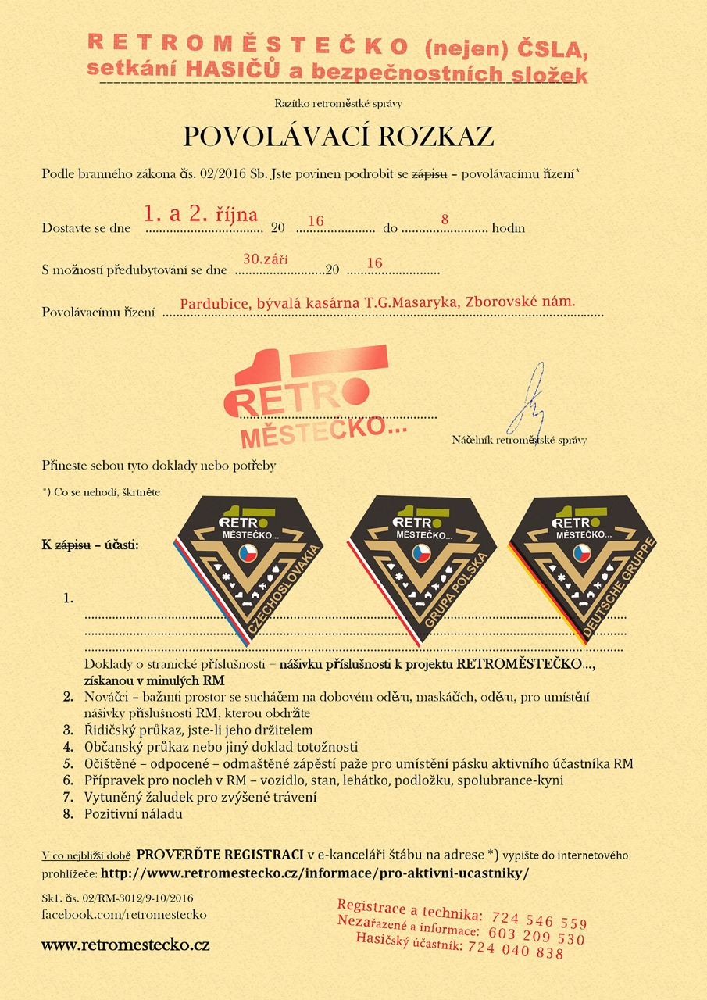 RETROMĚSTEČKO (nejen) ČSLA,
setkání HASIČŮ a bezpečnostních složek
Razítko retroměstké správy
POVOLÁVACÍ ROZKAZ
Podle branného zákona čís. 02/2016 Sb. Jste povinen podrobit se zápisu – povolávacímu řízení*
Dostavte se dne 1. a 2. října 20 16 do 8 hodin
S možností předubytování se dne 30.září 20 16
Povolávacímu řízení Pardubice, bývalá kasárna T.G.Masaryka, Zborovské nám.
RETRO
MĚSTEČKO...
Náčelník retroměstské správy
Přineste sebou tyto doklady nebo potřeby
*) Co se nehodí, škrtněte
K zápisu – účasti:
RETRO
MĚSTEČKO...
CZECHOSLOVAKIA
RETRO
MĚSTEČKO...
GRUPA POLSKA
RETRO
MĚSTEČKO...
DEUTSCHE GRUPPE
1.
Doklady o stranické příslušnosti = nášivku příslušnosti k projektu RETROMĚSTEČKO...,
získanou v minulých RM
2. Nováčci – bažanti prostor se sucháčem na dobovém oděvu, maskáčích, oděvu, pro umístění
nášivky příslušnosti RM, kterou obdržíte
3. Řidičský průkaz, jste-li jeho držitelem
4. Občanský průkaz nebo jiný doklad totožnosti
5. Očištěné – odpocené – odmaštěné zápěstí paže pro umístění pásku aktivního účastníka RM
6. Přípravek pro nocleh v RM – vozidlo, stan, lehátko, podložku, spolubrance-kyni
7. Vytuněný žaludek pro zvýšené trávení
8. Pozitivní náladu
V co nejbližší době PROVERĎTE REGISTRACI v e-kanceláři štábu na adrese *) vypište do internetového
prohlížeče: http://www.retromestecko.cz/informace/pro-aktivni-ucastniky/
Sk1. čís. 02/RM-3012/9-10/2016
facebook.com/retromestecko
www.retromestecko.cz
Registrace a technika: 724 546 559
Nezařazené a informace: 603 209 530
Hasičský účastník: 724 040 838